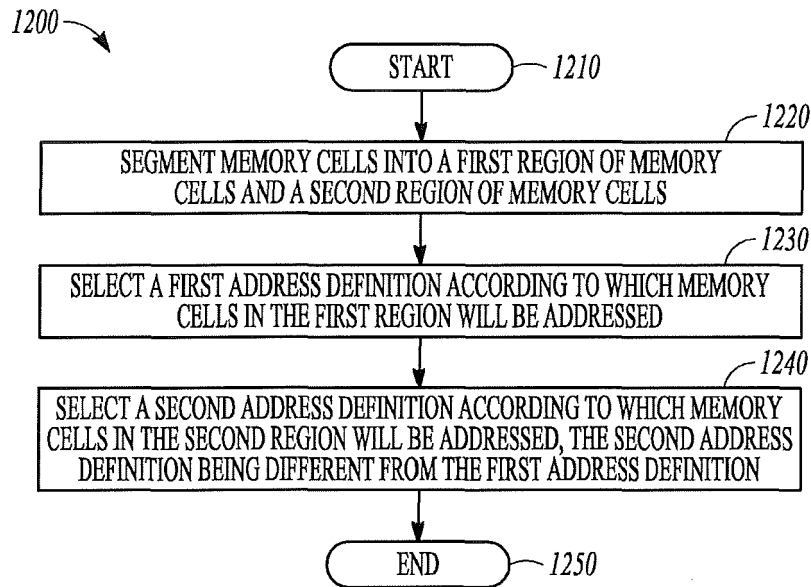 1200
START
1210
1220
SEGMENT MEMORY CELLS INTO A FIRST REGION OF MEMORY
CELLS AND A SECOND REGION OF MEMORY CELLS
1230
SELECT A FIRST ADDRESS DEFINITION ACCORDING TO WHICH MEMORY
CELLS IN THE FIRST REGION WILL BE ADDRESSED
1240
SELECT A SECOND ADDRESS DEFINITION ACCORDING TO WHICH MEMORY
CELLS IN THE SECOND REGION WILL BE ADDRESSED, THE SECOND ADDRESS
DEFINITION BEING DIFFERENT FROM THE FIRST ADDRESS DEFINITION
END
1250